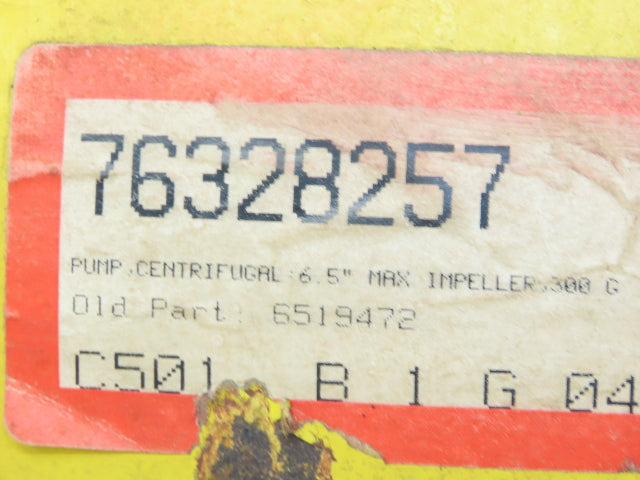 76328257
PUMP,CENTRIFUGAL:6.5" MAX IMPELLER,300 G
Old Part: 6519472
C501 B 1 G 04